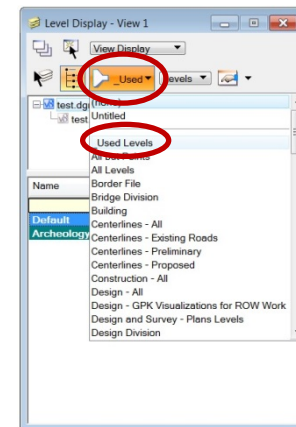 Level Display - View 1
View Display
_Used
Levels
(none)
test.dg
Untitled
test
Used Levels
All Levels
Name
Border File
Bridge Division
Building
Default
Centerlines - All
Archeology
Centerlines - Existing Roads
Centerlines - Preliminary
Centerlines - Proposed
Construction - All
Design - All
Design - GPK Visualizations for ROW Work
Design and Survey - Plans Levels
Design Division